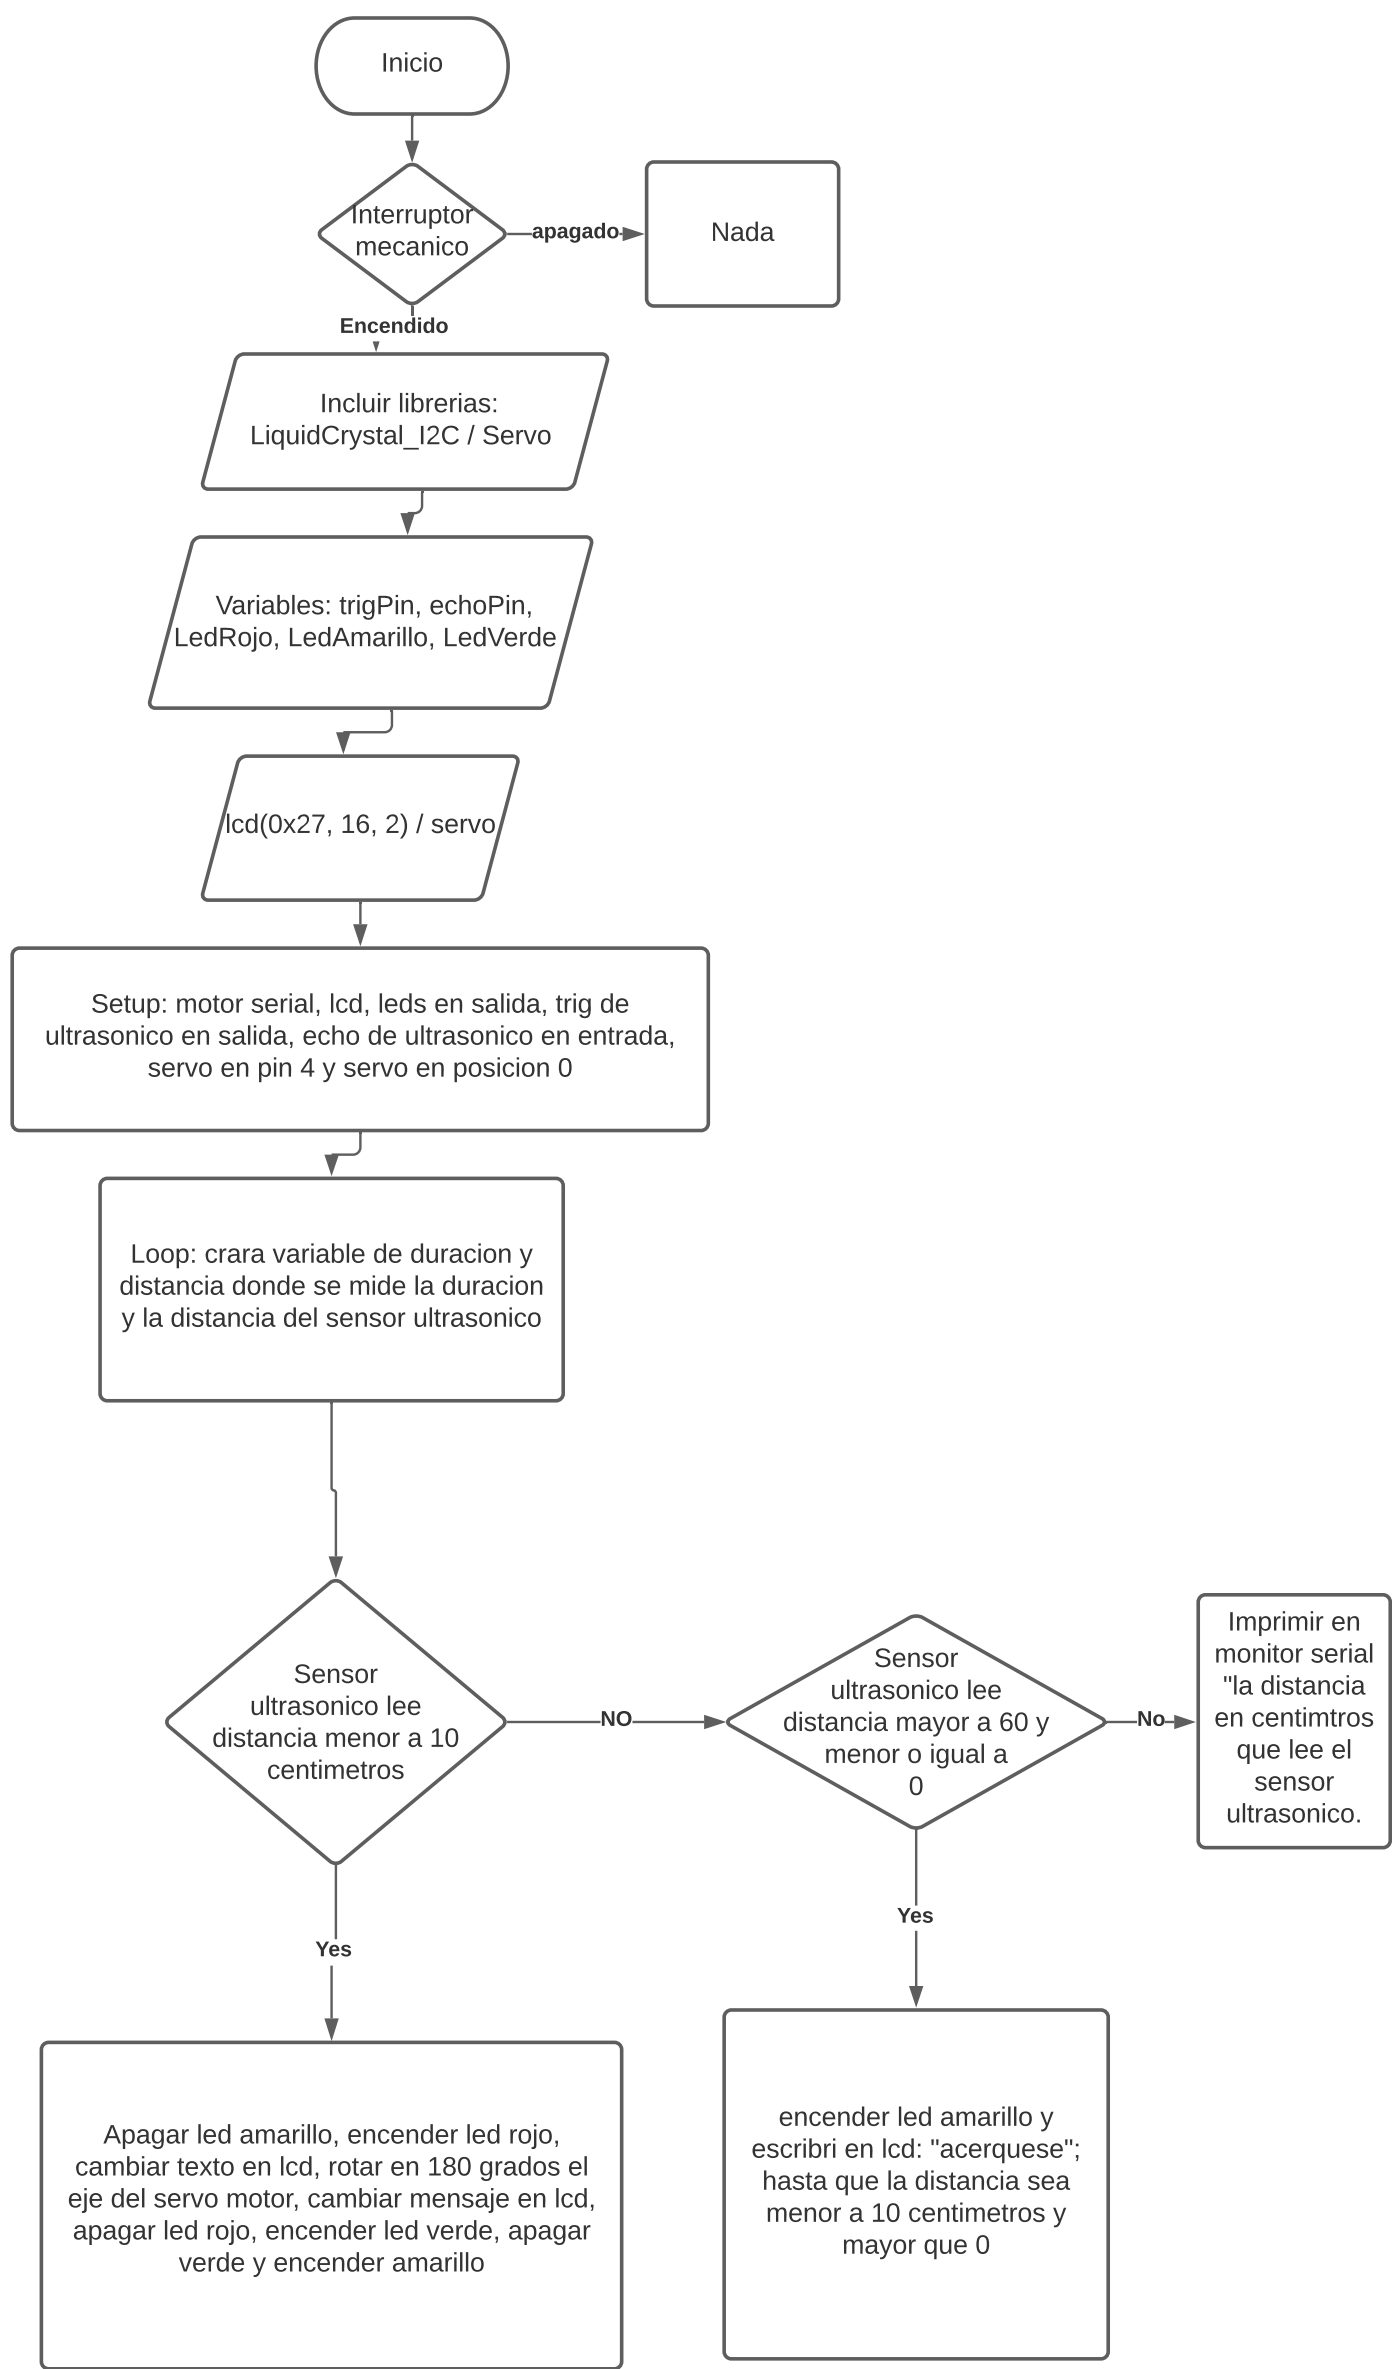 Inicio
Interruptor
mecanico
apagado
Nada
Encendido
Incluir librerias:
LiquidCrystal_I2C / Servo
Variables: trigPin, echoPin,
LedRojo, LedAmarillo, LedVerde
lcd(0x27, 16, 2) / servo
Setup: motor serial, lcd, leds en salida, trig de
ultrasonico en salida, echo de ultrasonico en entrada,
servo en pin 4 y servo en posicion 0
Loop: crara variable de duracion y
distancia donde se mide la duracion
y la distancia del sensor ultrasonico
Sensor
ultrasonico lee
distancia menor a 10
centimetros
NO
Sensor
ultrasonico lee
distancia mayor a 60 y
menor o igual a
0
No
Imprimir en
monitor serial
"la distancia
en centimtros
que lee el
sensor
ultrasonico.
Yes
Yes
Apagar led amarillo, encender led rojo,
cambiar texto en lcd, rotar en 180 grados el
eje del servo motor, cambiar mensaje en lcd,
apagar led rojo, encender led verde, apagar
verde y encender amarillo
encender led amarillo y
escribri en lcd: "acerquese";
hasta que la distancia sea
menor a 10 centimetros y
mayor que 0